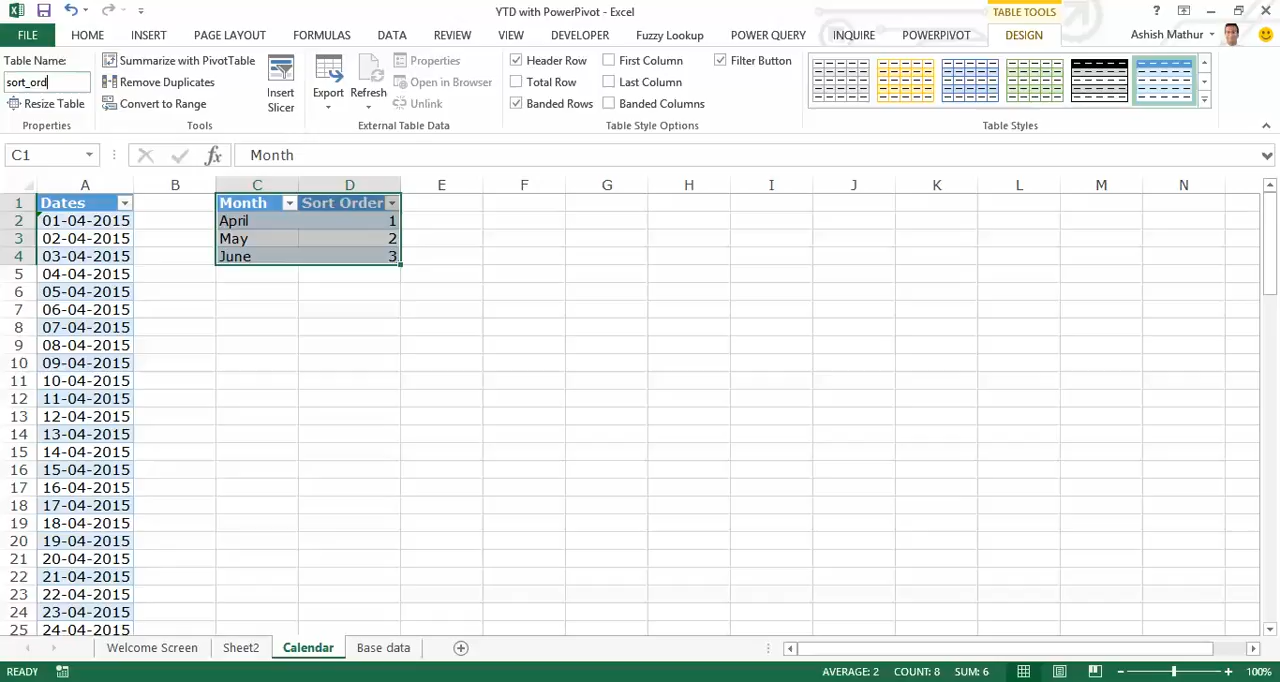 YTD with PowerPivot - Excel
TABLE TOOLS
?
FILE HOME INSERT PAGE LAYOUT FORMULAS DATA REVIEW VIEW DEVELOPER Fuzzy Lookup POWER QUERY INQUIRE POWERPIVOT DESIGN Ashish Mathur
Table Name:
sort_ord
Resize Table
Properties
Summarize with PivotTable
Remove Duplicates
Convert to Range
Tools
Insert
Slicer
Export
Refresh
Properties
Open in Browser
Unlink
External Table Data
Header Row
Total Row
Banded Rows
First Column
Last Column
Banded Columns
Filter Button
Table Style Options
Table Styles
C1 fx Month
A B C D E F G H I J K L M N
1 Dates Month Sort Order
2 01-04-2015 April 1
3 02-04-2015 May 2
4 03-04-2015 June 3
5 04-04-2015
6 05-04-2015
7 06-04-2015
8 07-04-2015
9 08-04-2015
10 09-04-2015
11 10-04-2015
12 11-04-2015
13 12-04-2015
14 13-04-2015
15 14-04-2015
16 15-04-2015
17 16-04-2015
18 17-04-2015
19 18-04-2015
20 19-04-2015
21 20-04-2015
22 21-04-2015
23 22-04-2015
24 23-04-2015
25 24-04-2015
Welcome Screen Sheet2 Calendar Base data
READY AVERAGE: 2 COUNT: 8 SUM: 6 100%